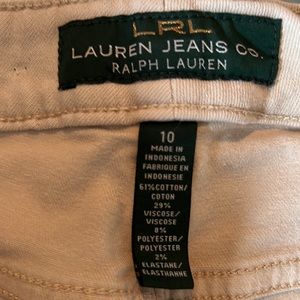 LRL
LAUREN JEANS CO.
RALPH LAUREN
10
MADE IN
INDONESIA
FABRIQUE EN
INDONESIE
61%COTTON/
COTON
29%
VISCOSE/
VISCOSE
8%
POLYESTER/
POLYESTER
2%
ELASTANE/
ELASTHANNE